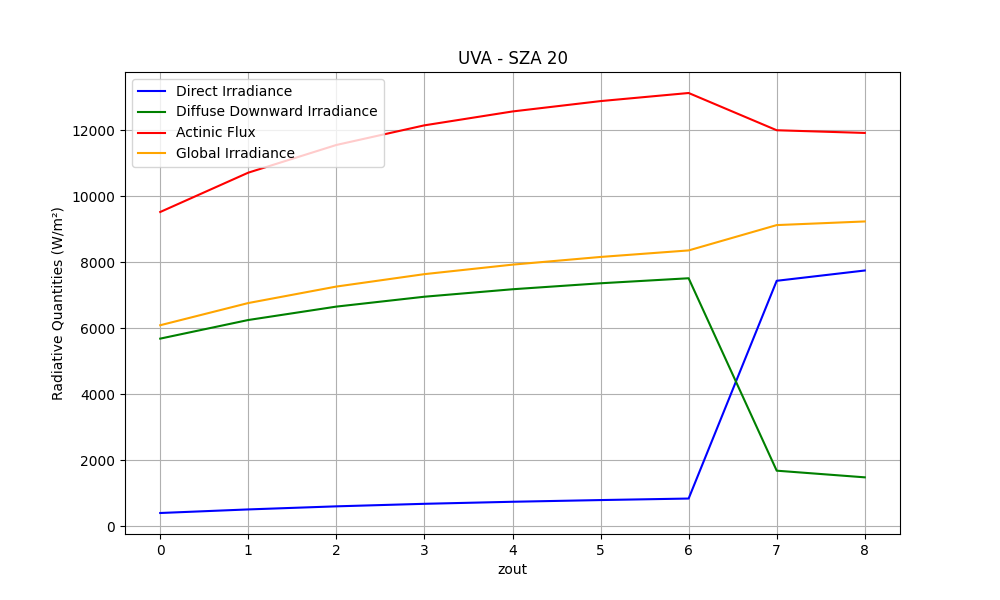 UVA - SZA 20
Direct Irradiance
Diffuse Downward Irradiance
Actinic Flux
Global Irradiance
Radiative Quantities (W/m²)
12000
10000
8000
6000
4000
2000
0
0 1 2 3 4 5 6 7 8
zout